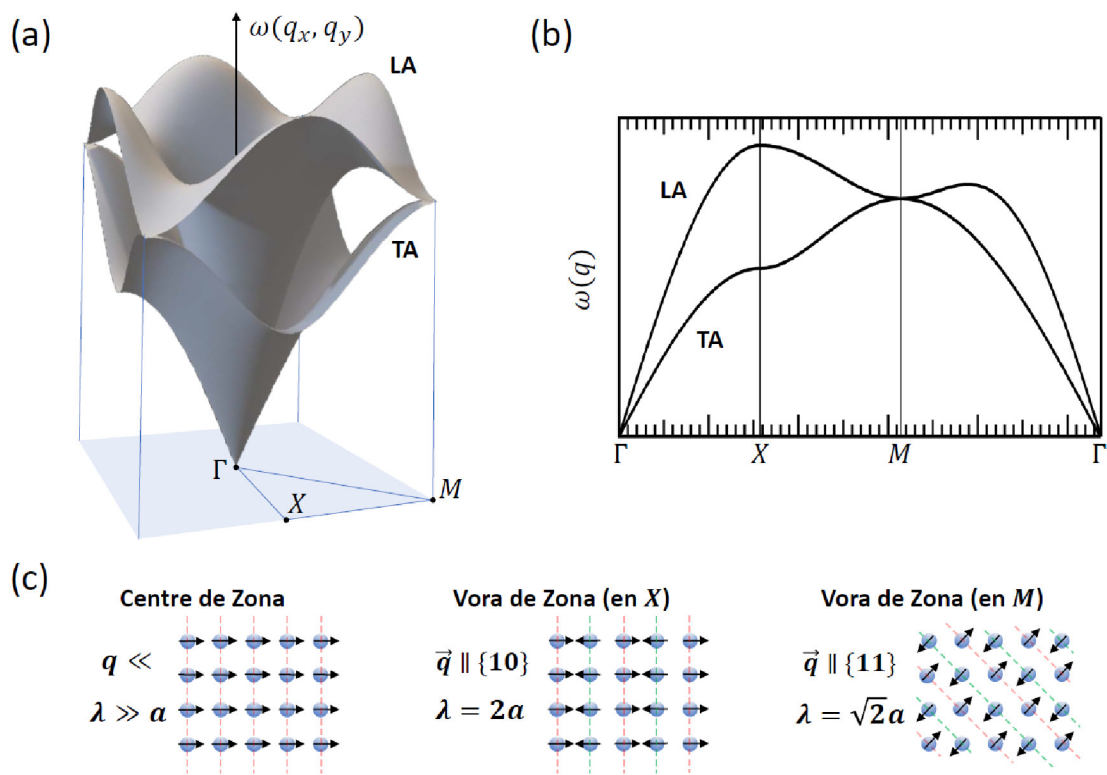 (a)
ω(q_x, q_y)
LA
TA
Γ
X
M
(b)
ω(q)
LA
TA
Γ X M Γ
(c)
Centre de Zona
q ≪
λ ≫ a
Vora de Zona (en X)
q⃗ ∥ {10}
λ = 2a
Vora de Zona (en M)
q⃗ ∥ {11}
λ = √2a